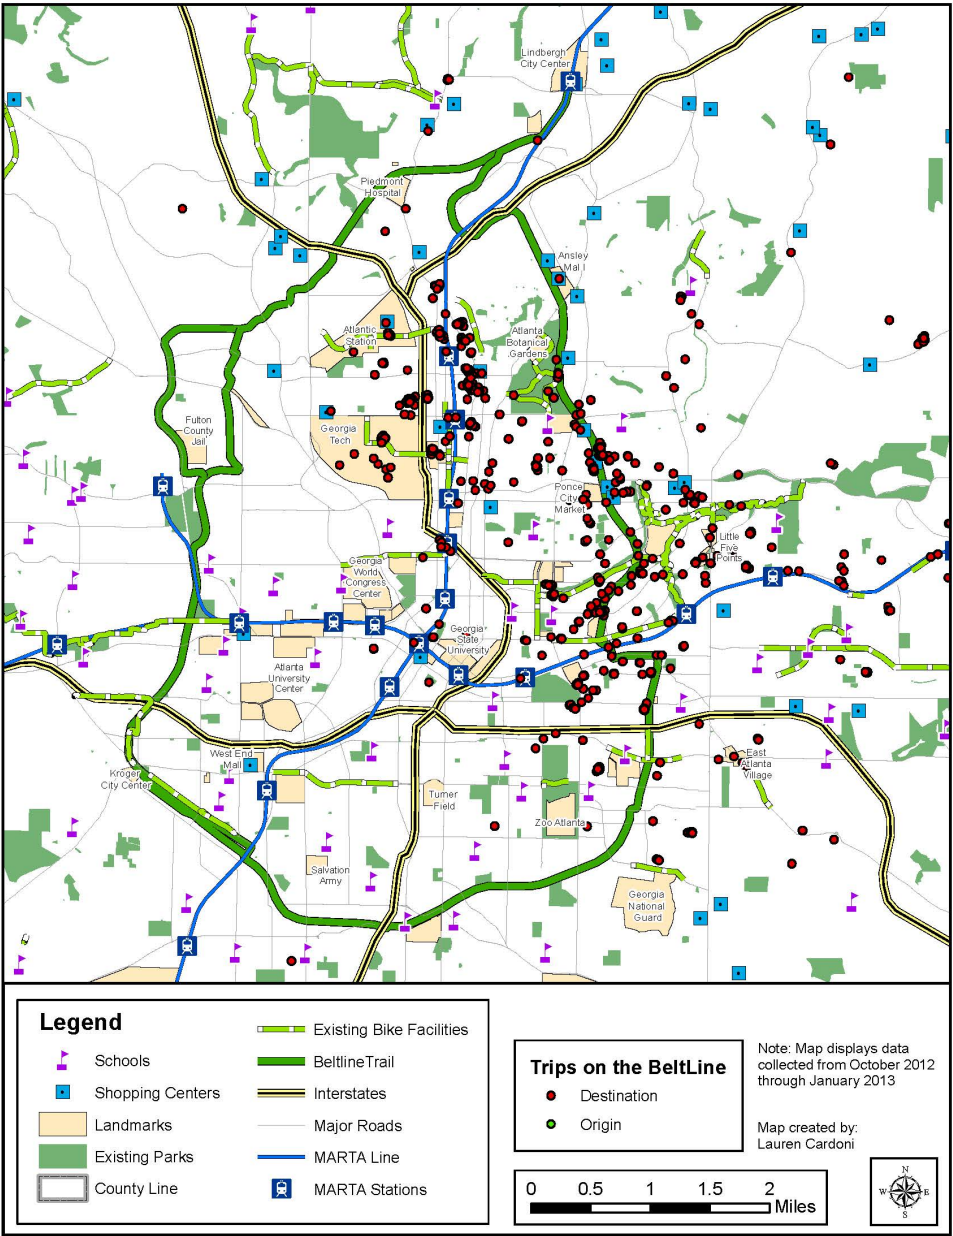 Lindbergh
City Center
Piedmont
Hospital
Ansley
Mall
Atlantic
Station
Atlanta
Botanical
Gardens
Fulton
County
Jail
Georgia
Tech
Ponce
City
Market
Little
Five
Points
Georgia
World
Congress
Center
Georgia
State
University
Atlanta
University
Center
West End
Mall
Kroger
City Center
Turner
Field
East
Atlanta
Village
Zoo Atlanta
Salvation
Army
Georgia
National
Guard
Legend
Schools
Shopping Centers
Landmarks
Existing Parks
County Line
Existing Bike Facilities
Beltline Trail
Interstates
Major Roads
MARTA Line
MARTA Stations
Trips on the BeltLine
Destination
Origin
0 0.5 1 1.5 2
Miles
Note: Map displays data
collected from October 2012
through January 2013
Map created by:
Lauren Cardoni
N
W E
S